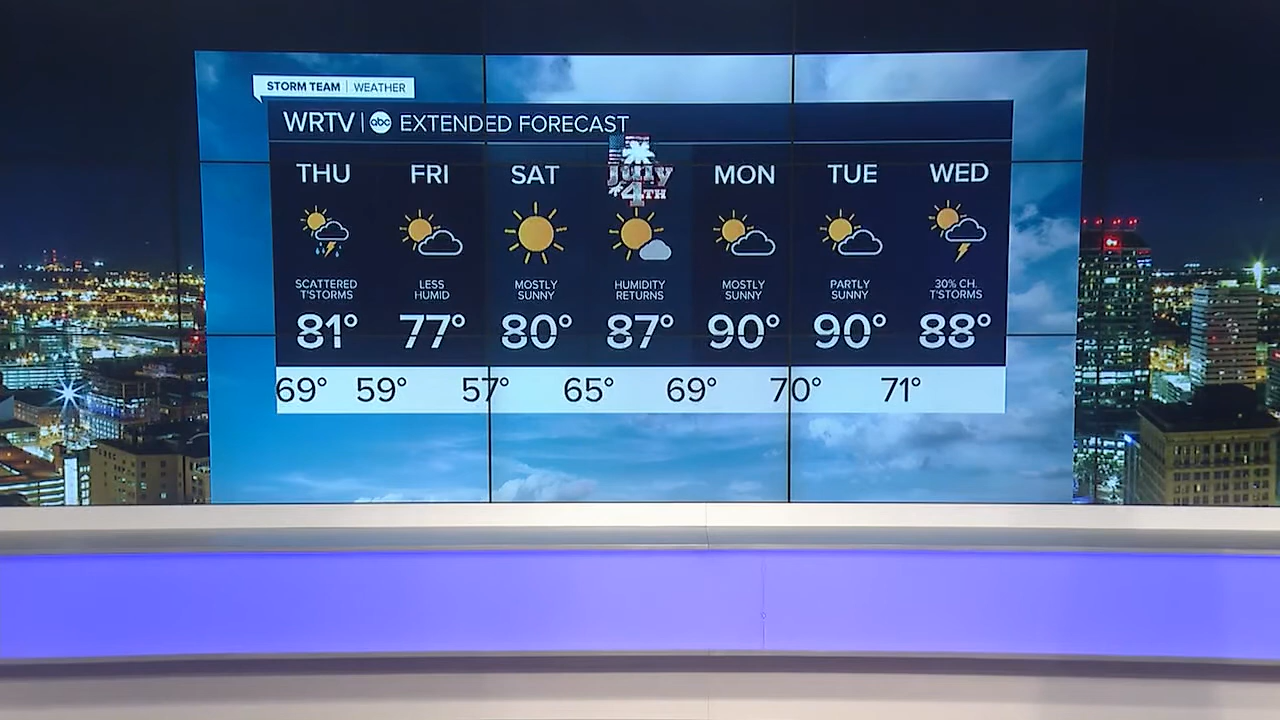 STORM TEAM | WEATHER
WRTV | abc EXTENDED FORECAST
THU FRI SAT July 4TH MON TUE WED
SCATTERED T'STORMS
LESS HUMID
MOSTLY SUNNY
HUMIDITY RETURNS
MOSTLY SUNNY
PARTLY SUNNY
30% CH. T'STORMS
81° 77° 80° 87° 90° 90° 88°
69° 59° 57° 65° 69° 70° 71°